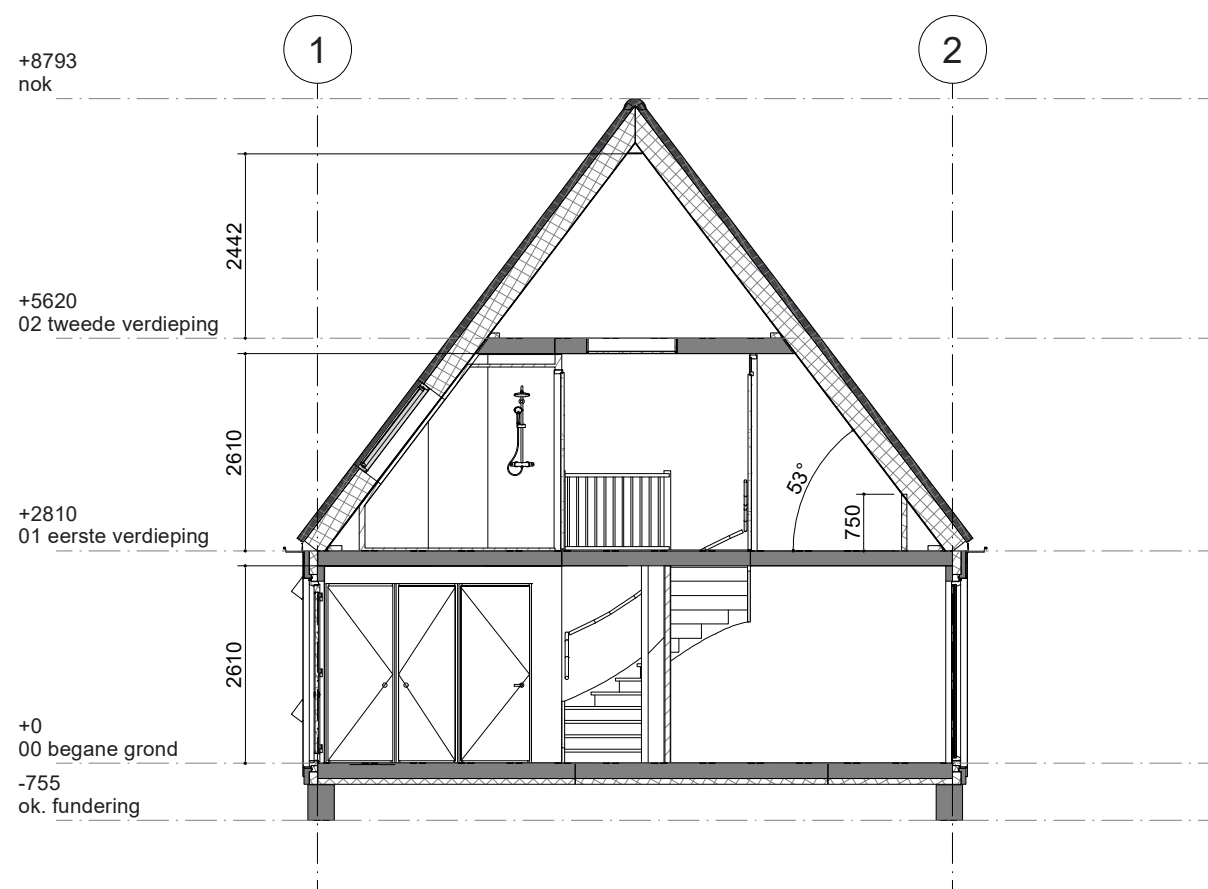 1
2
+8793
nok
2442
+5620
02 tweede verdieping
2610
53°
750
+2810
01 eerste verdieping
2610
+0
00 begane grond
-755
ok. fundering